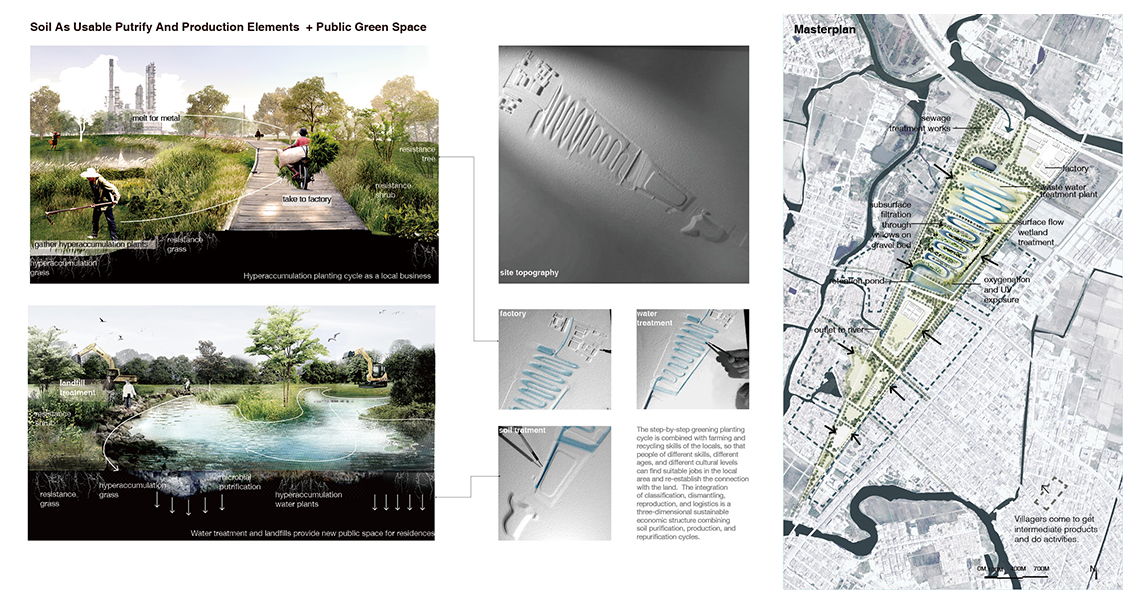 Soil As Usable Putrify And Production Elements + Public Green Space
melt for metal
resistance
tree
resistance
shrub
take to factory
gather hyperaccumulation plants
resistance
grass
hyperaccumulation
grass
Hyperaccumulation planting cycle as a local business
landfill
treatment
resistance
shrub
hyperaccumulation
grass
resistance
grass
microbial
putrification
hyperaccumulation
water plants
Water treatment and landfills provide new public space for residences
site topography
factory
water
treatment
soil tratment
The step-by-step greening planting
cycle is combined with farming and
recycling skills of the locals, so that
people of different skills, different
ages, and different cultural levels
can find suitable jobs in the local
area and re-establish the connection
with the land. The integration
of classification, dismantling,
reproduction, and logistics is a
three-dimensional sustainable
economic structure combining
soil purification, production, and
repurification cycles.
Masterplan
sewage
treatment works
factory
waste water
treatment plant
subsurface
filtration
through
willows on
gravel bed
surface flow
wetland
treatment
retention pond
oxygenation
and UV
exposure
outlet to river
Villagers come to get
intermediate products
and do activities.
0M
400M
700M
N